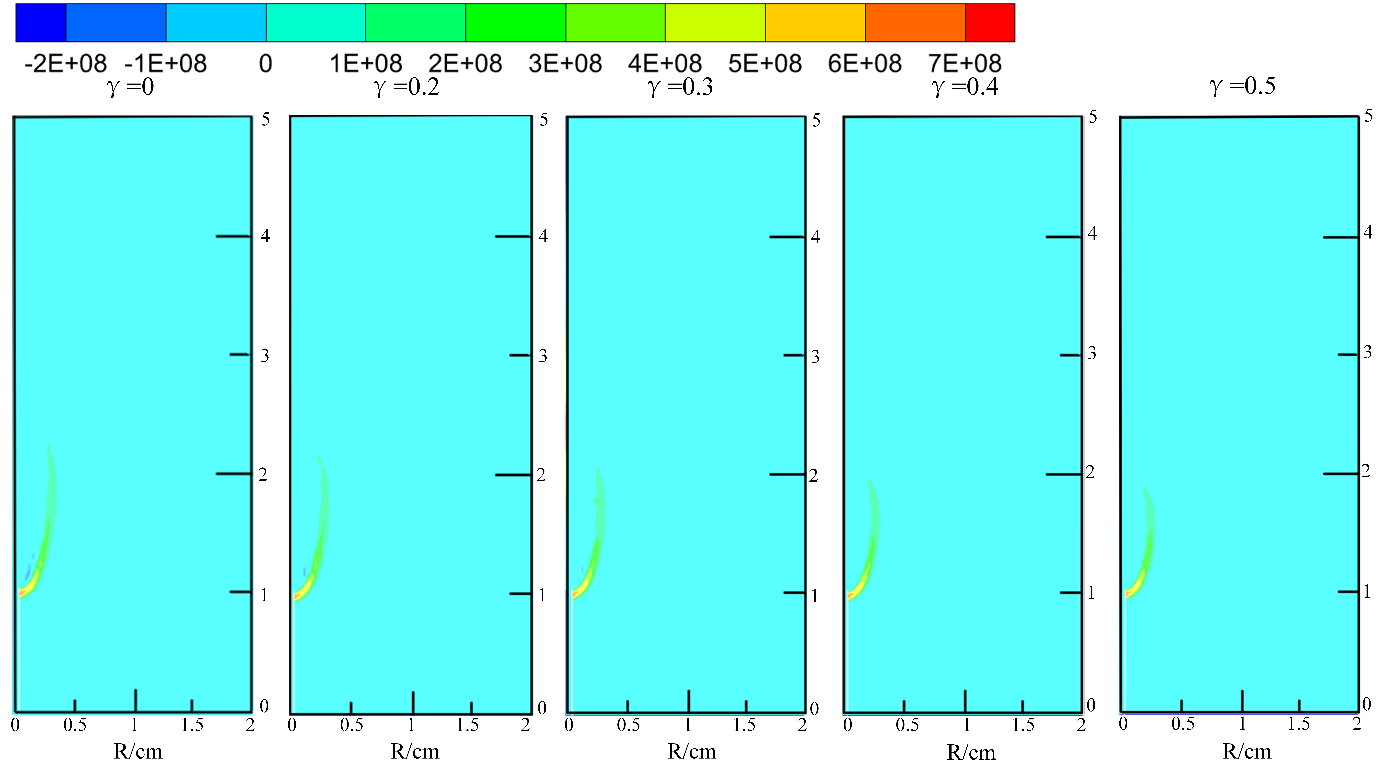 -2E+08 -1E+08 0 1E+08 2E+08 3E+08 4E+08 5E+08 6E+08 7E+08
γ =0 γ =0.2 γ =0.3 γ =0.4 γ =0.5
5 5 5 5 5
4 4 4 4 4
3 3 3 3 3
2 2 2 2 2
1 1 1 1 1
0 0 0 0 0
0 0.5 1 1.5 2 0 0.5 1 1.5 2 0 0.5 1 1.5 2 0 0.5 1 1.5 2 0 0.5 1 1.5 2
R/cm R/cm R/cm R/cm R/cm